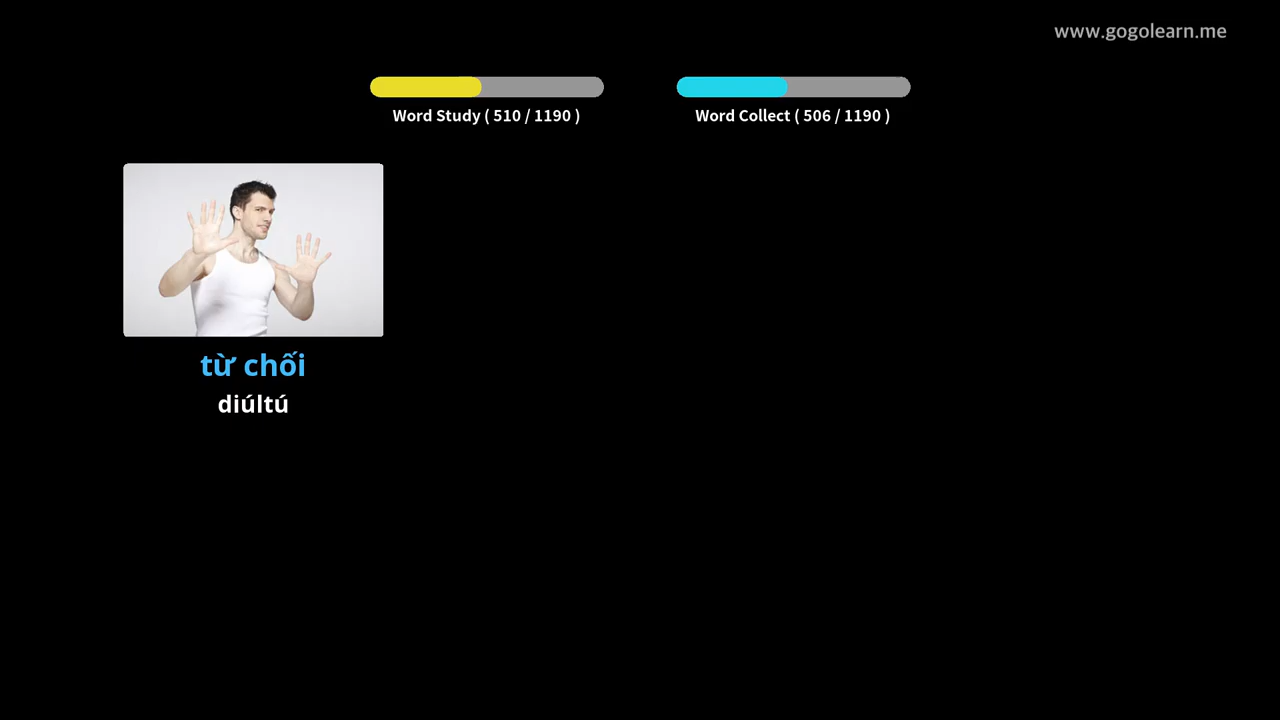 www.gogolearn.me
Word Study ( 510 / 1190 )
Word Collect ( 506 / 1190 )
từ chối
diúltú